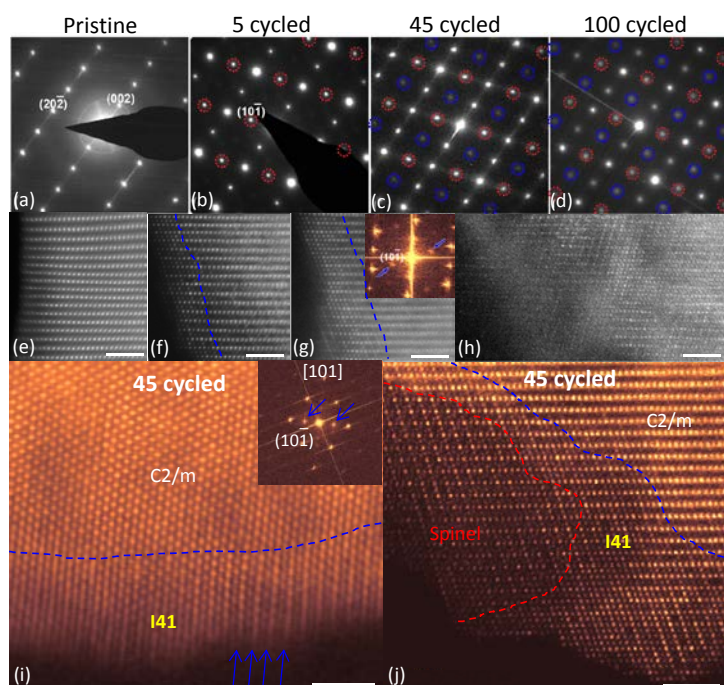 Pristine
5 cycled
45 cycled
100 cycled
(202̄)
(002)
(101̄)
(a)
(b)
(c)
(d)
(101̄)
(e)
(f)
(g)
(h)
45 cycled
[101]
(101̄)
C2/m
I41
(i)
45 cycled
C2/m
Spinel
I41
(j)